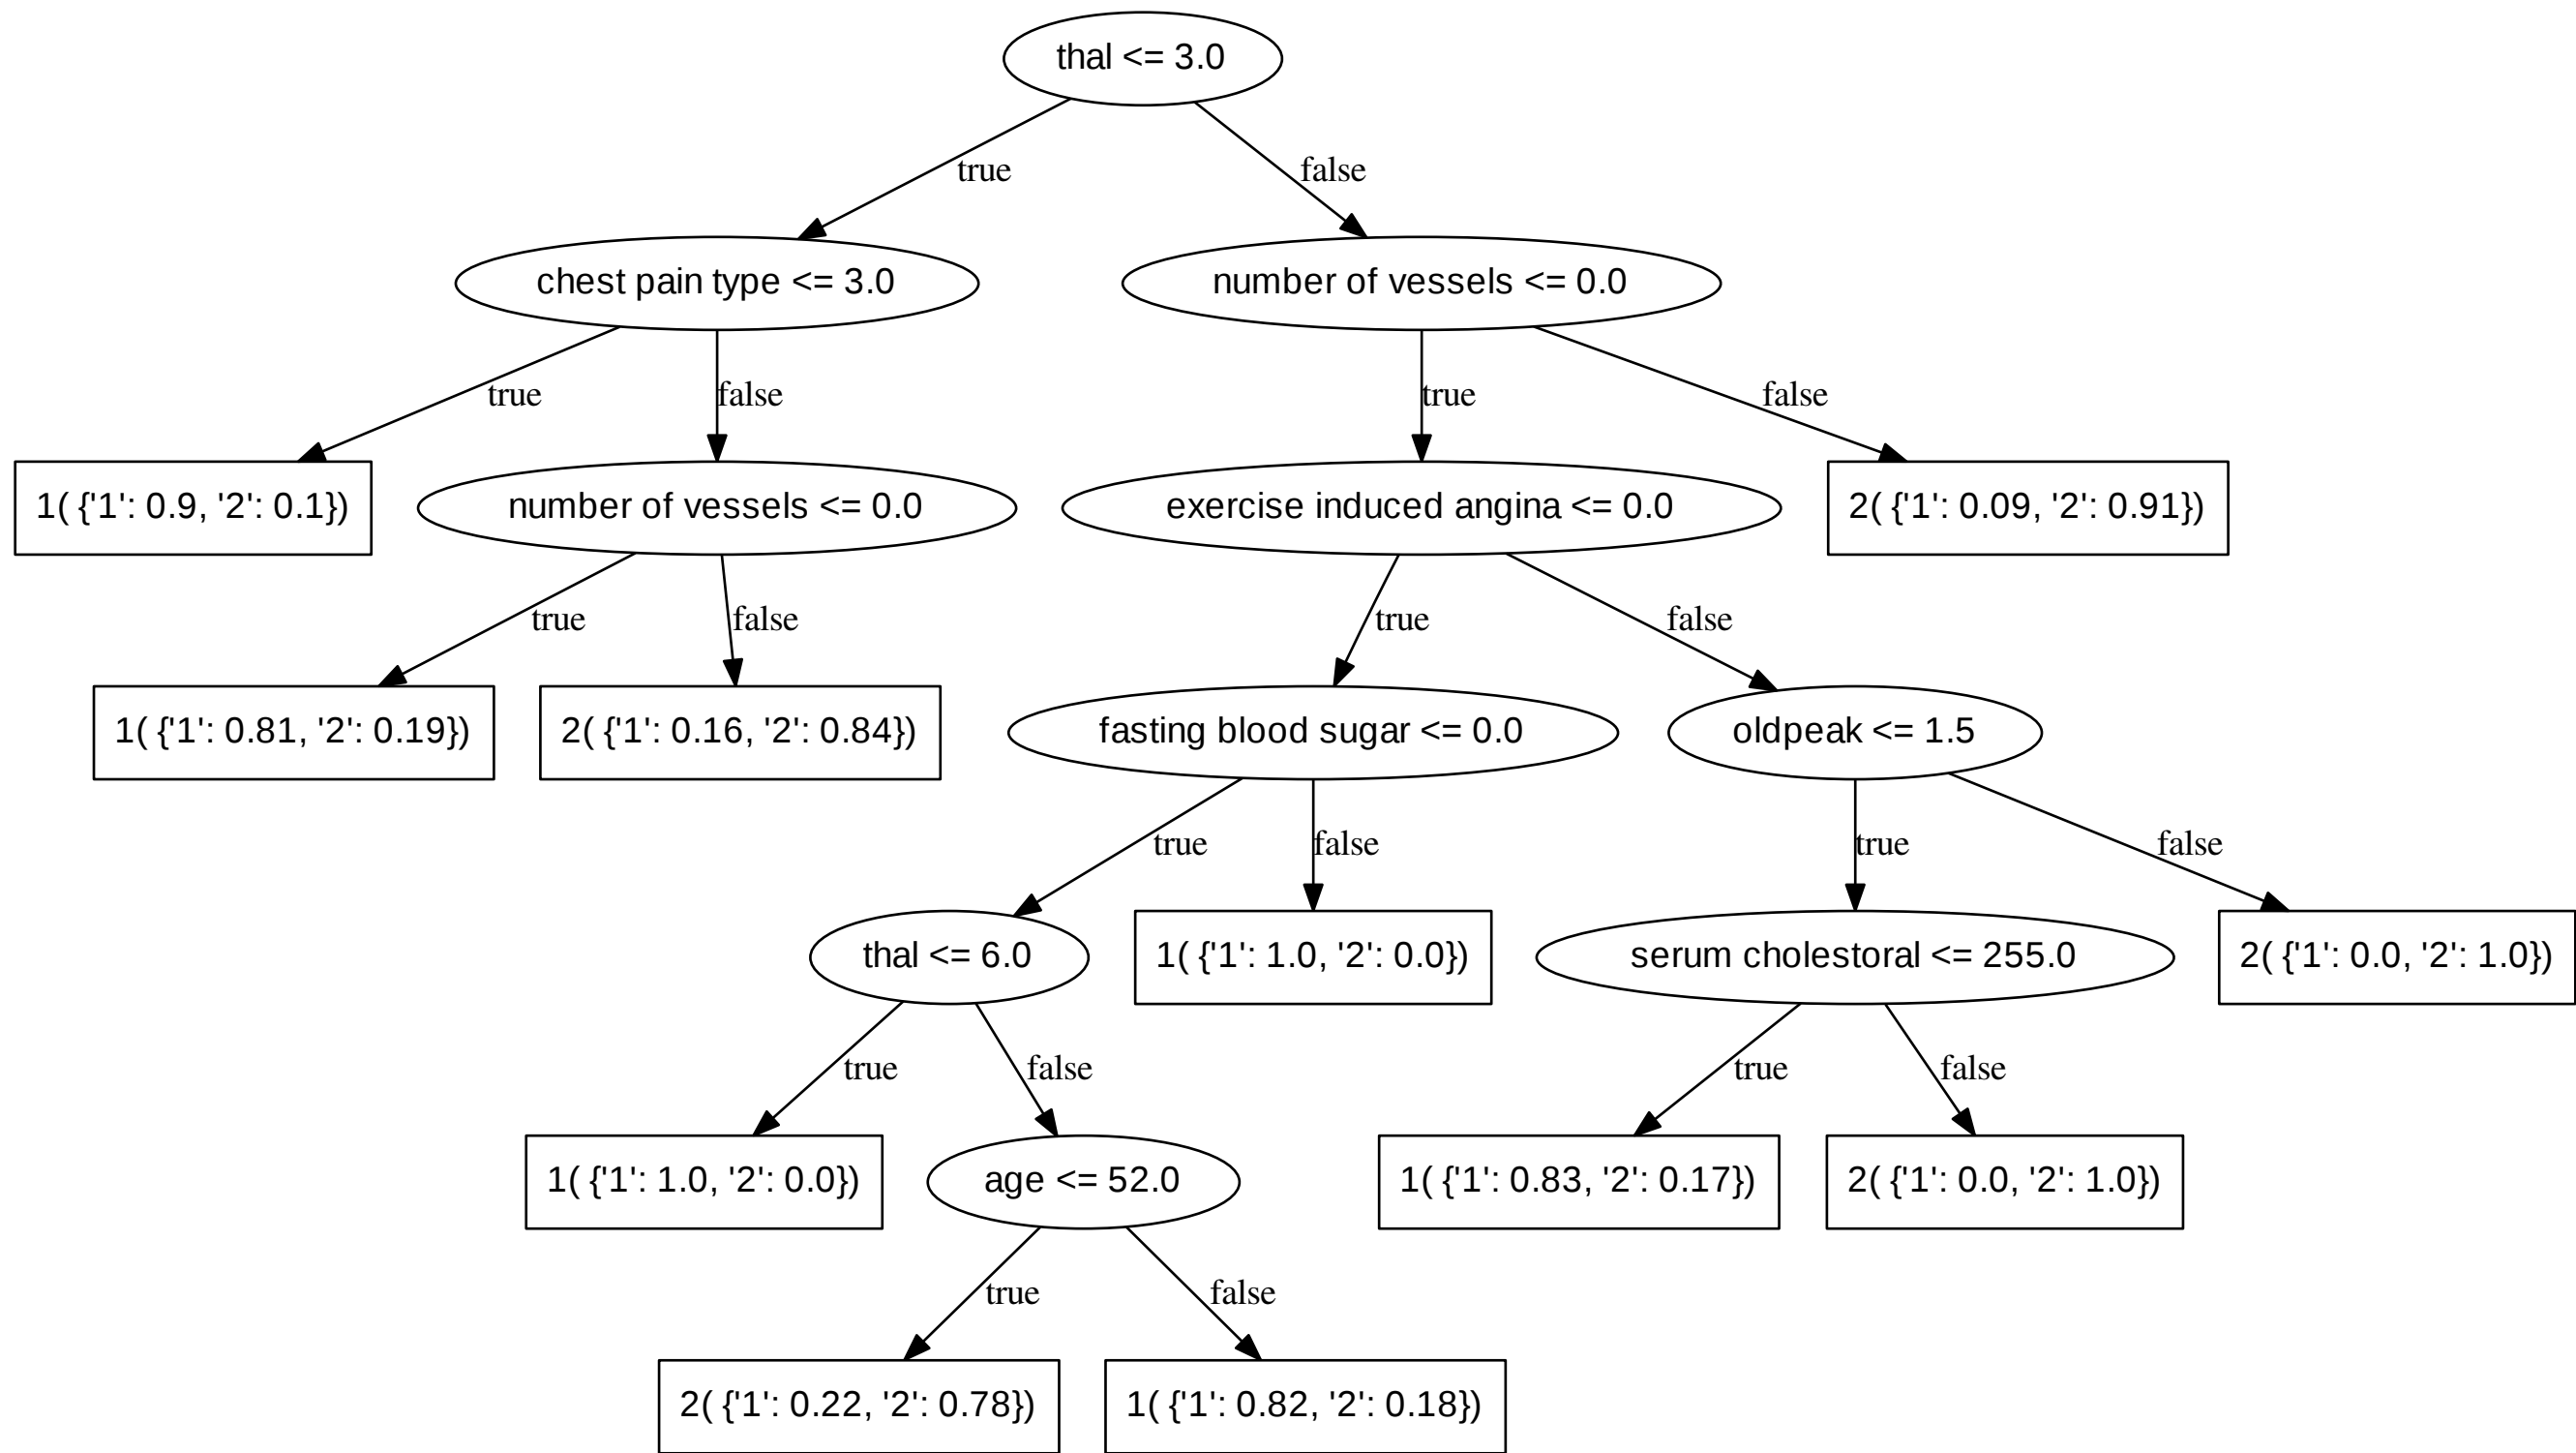 thal <= 3.0
true
false
chest pain type <= 3.0
number of vessels <= 0.0
true
false
true
false
1( {'1': 0.9, '2': 0.1})
number of vessels <= 0.0
exercise induced angina <= 0.0
2( {'1': 0.09, '2': 0.91})
true
false
true
false
1( {'1': 0.81, '2': 0.19})
2( {'1': 0.16, '2': 0.84})
fasting blood sugar <= 0.0
oldpeak <= 1.5
true
false
true
false
thal <= 6.0
1( {'1': 1.0, '2': 0.0})
serum cholestoral <= 255.0
2( {'1': 0.0, '2': 1.0})
true
false
true
false
1( {'1': 1.0, '2': 0.0})
age <= 52.0
1( {'1': 0.83, '2': 0.17})
2( {'1': 0.0, '2': 1.0})
true
false
2( {'1': 0.22, '2': 0.78})
1( {'1': 0.82, '2': 0.18})